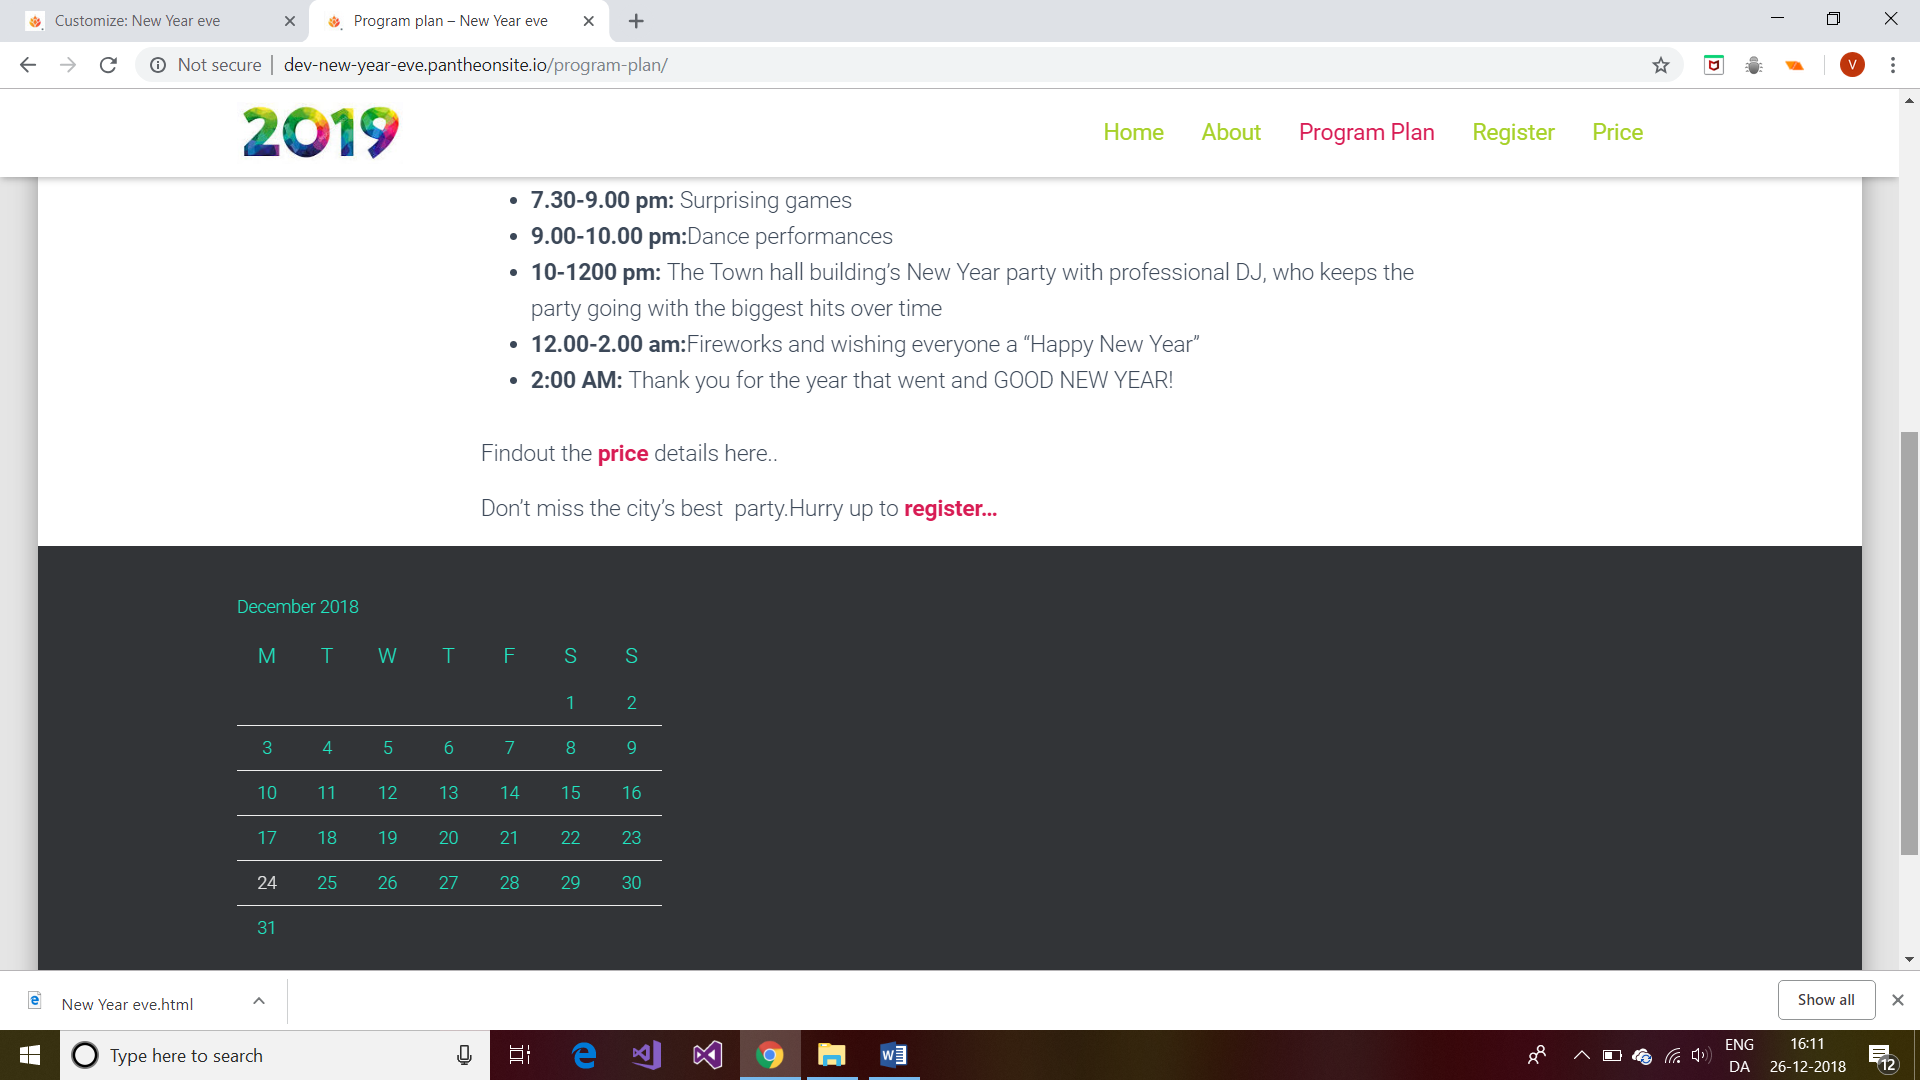 Customize: New Year eve
Program plan – New Year eve
Not secure | dev-new-year-eve.pantheonsite.io/program-plan/
V
2019
Home About Program Plan Register Price
• 7.30-9.00 pm: Surprising games
• 9.00-10.00 pm:Dance performances
• 10-1200 pm: The Town hall building’s New Year party with professional DJ, who keeps the
party going with the biggest hits over time
• 12.00-2.00 am:Fireworks and wishing everyone a “Happy New Year”
• 2:00 AM: Thank you for the year that went and GOOD NEW YEAR!
Findout the price details here..
Don’t miss the city’s best  party.Hurry up to register...
December 2018
M T W T F S S
1 2
3 4 5 6 7 8 9
10 11 12 13 14 15 16
17 18 19 20 21 22 23
24 25 26 27 28 29 30
31
New Year eve.html
Show all
Type here to search
ENG
DA
16:11
26-12-2018
12